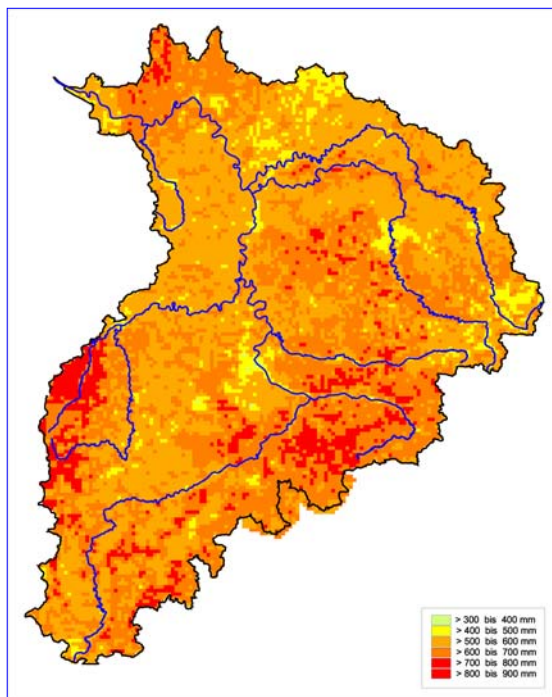 > 300 bis 400 mm
> 400 bis 500 mm
> 500 bis 600 mm
> 600 bis 700 mm
> 700 bis 800 mm
> 800 bis 900 mm